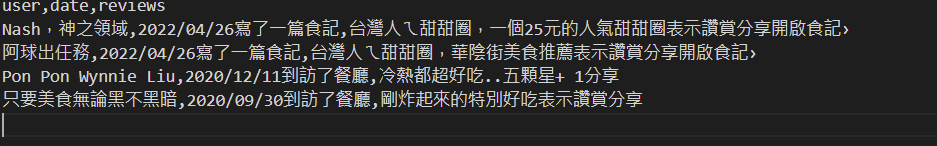 user,date,reviews
Nash，神之領域,2022/04/26寫了一篇食記,台灣人ㄟ甜甜圈，一個25元的人氣甜甜圈表示讚賞分享開啟食記›
阿球出任務,2022/04/26寫了一篇食記,台灣人ㄟ甜甜圈，華陰街美食推薦表示讚賞分享開啟食記›
Pon Pon Wynnie Liu,2020/12/11到訪了餐廳,冷熱都超好吃..五顆星+ 1分享
只要美食無論黑不黑暗,2020/09/30到訪了餐廳,剛炸起來的特別好吃表示讚賞分享